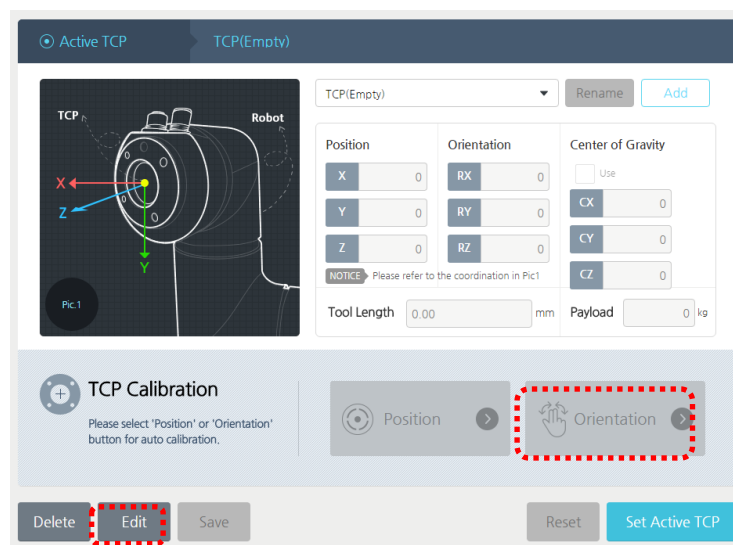 Active TCP TCP(Empty)
TCP(Empty) Rename Add
TCP Robot
X
Z
Y
Pic.1
Position Orientation Center of Gravity
Use
X 0 RX 0 CX 0
Y 0 RY 0 CY 0
Z 0 RZ 0 CZ 0
NOTICE Please refer to the coordination in Pic1
Tool Length 0.00 mm Payload 0 kg
TCP Calibration
Please select 'Position' or 'Orientation'
button for auto calibration.
Position Orientation
Delete Edit Save Reset Set Active TCP